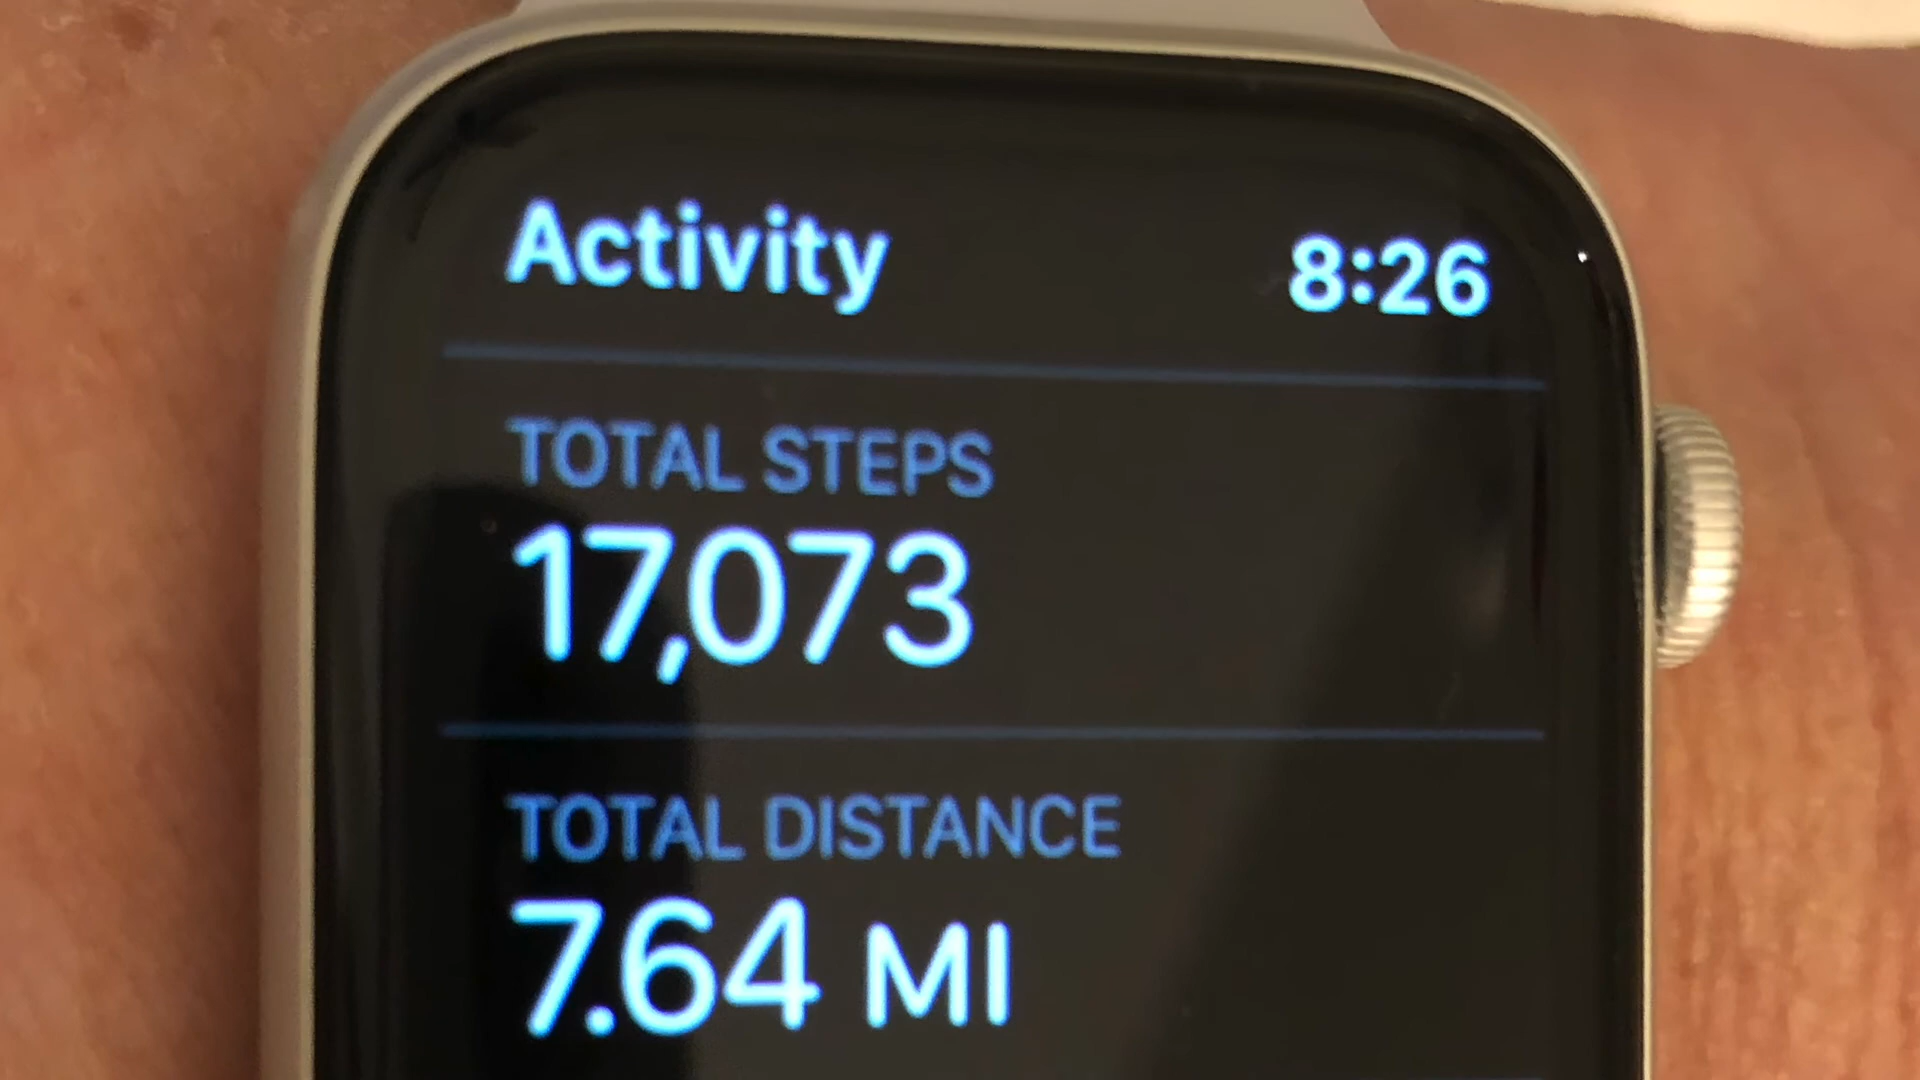 Activity 8:26
TOTAL STEPS
17,073
TOTAL DISTANCE
7.64 MI